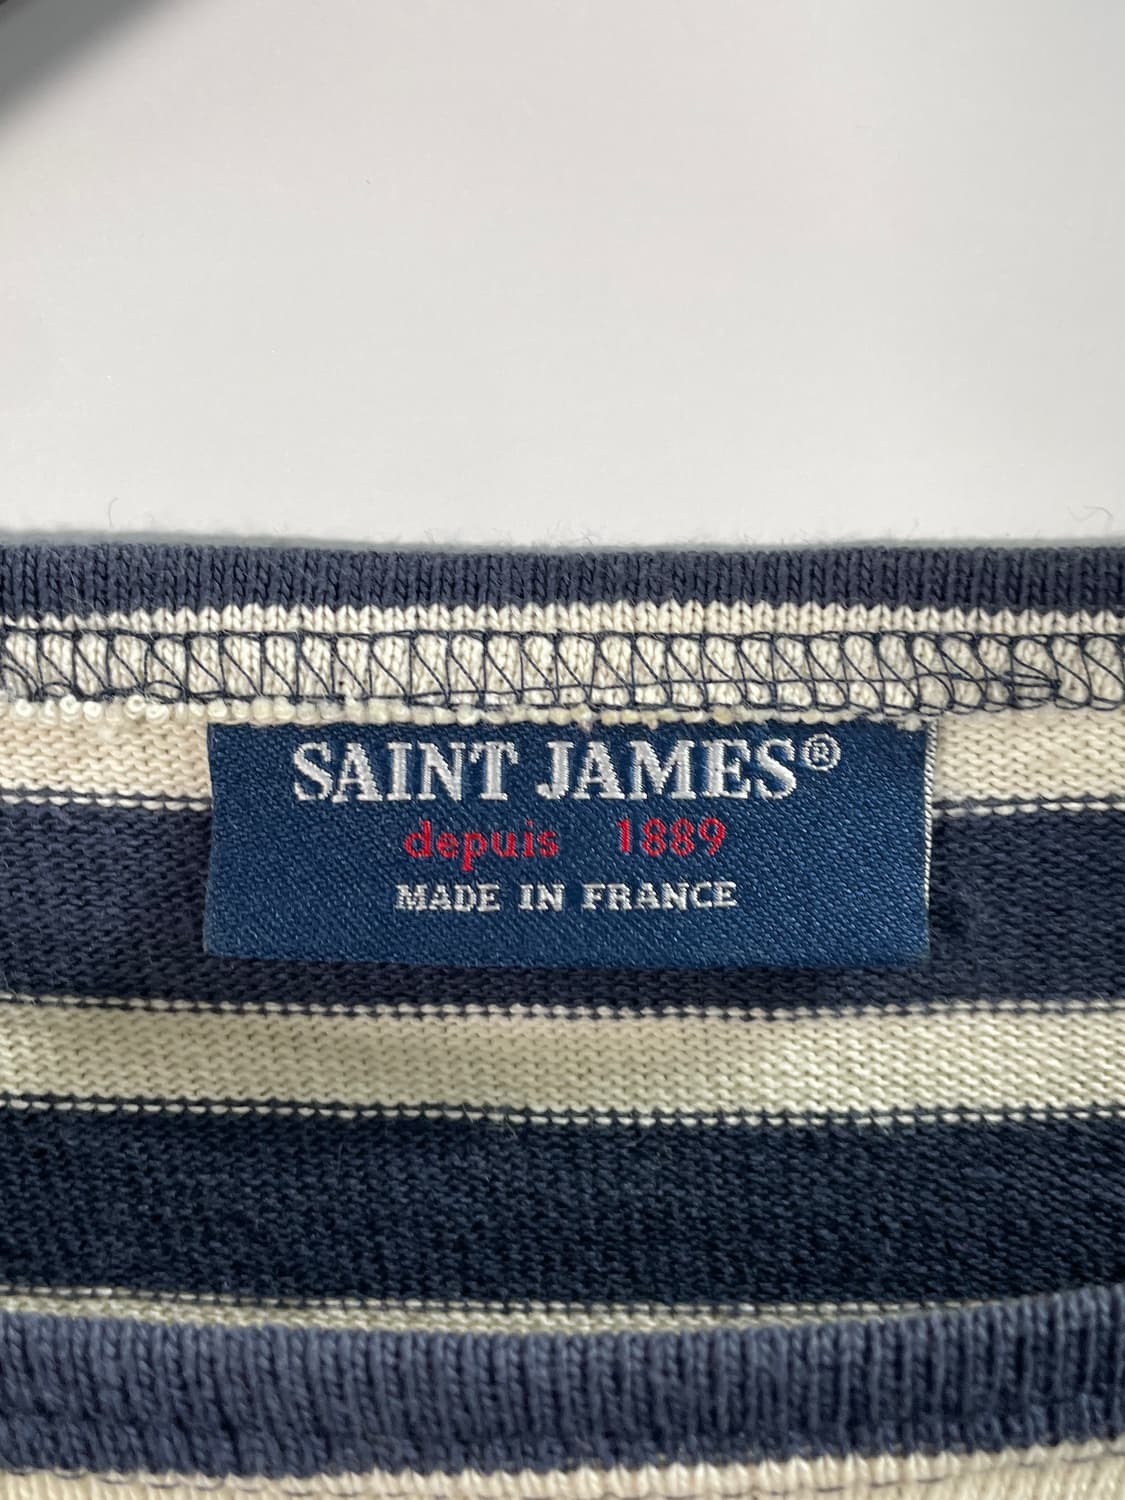 SAINT JAMES®
depuis 1889
MADE IN FRANCE